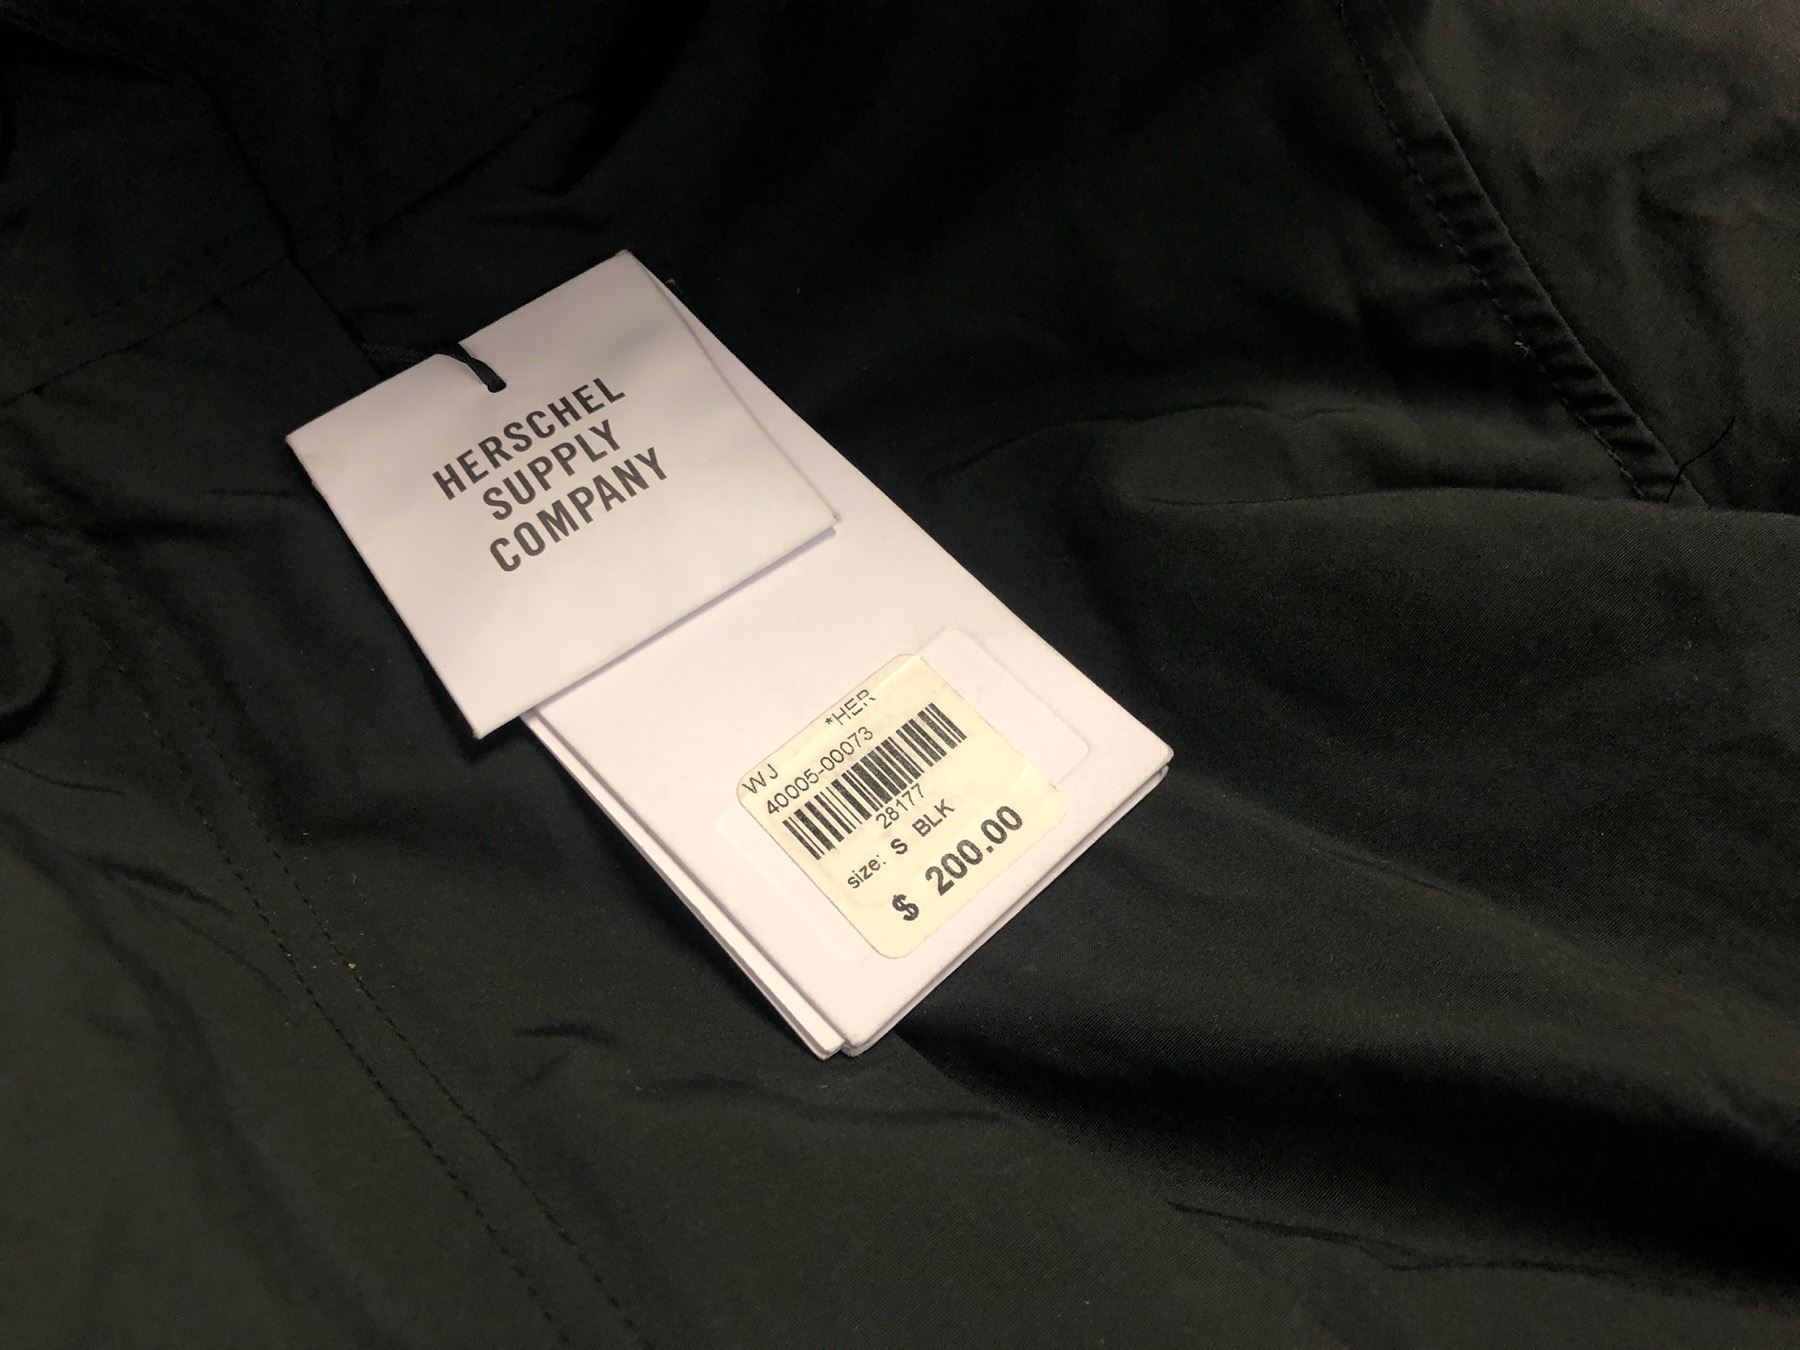 HERSCHEL
SUPPLY
COMPANY
*HER
WJ
40005-00073
28177
size: S BLK
$ 200.00